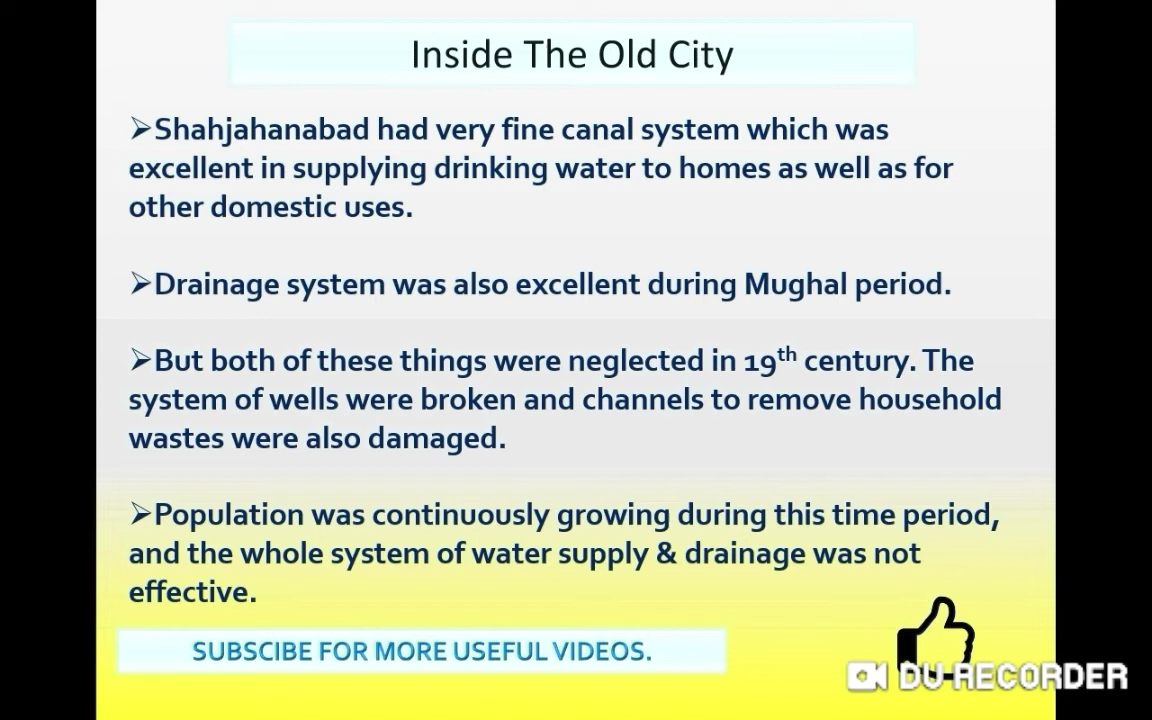 Inside The Old City
➢Shahjahanabad had very fine canal system which was
excellent in supplying drinking water to homes as well as for
other domestic uses.
➢Drainage system was also excellent during Mughal period.
➢But both of these things were neglected in 19th century. The
system of wells were broken and channels to remove household
wastes were also damaged.
➢Population was continuously growing during this time period,
and the whole system of water supply & drainage was not
effective.
SUBSCIBE FOR MORE USEFUL VIDEOS.
DU RECORDER